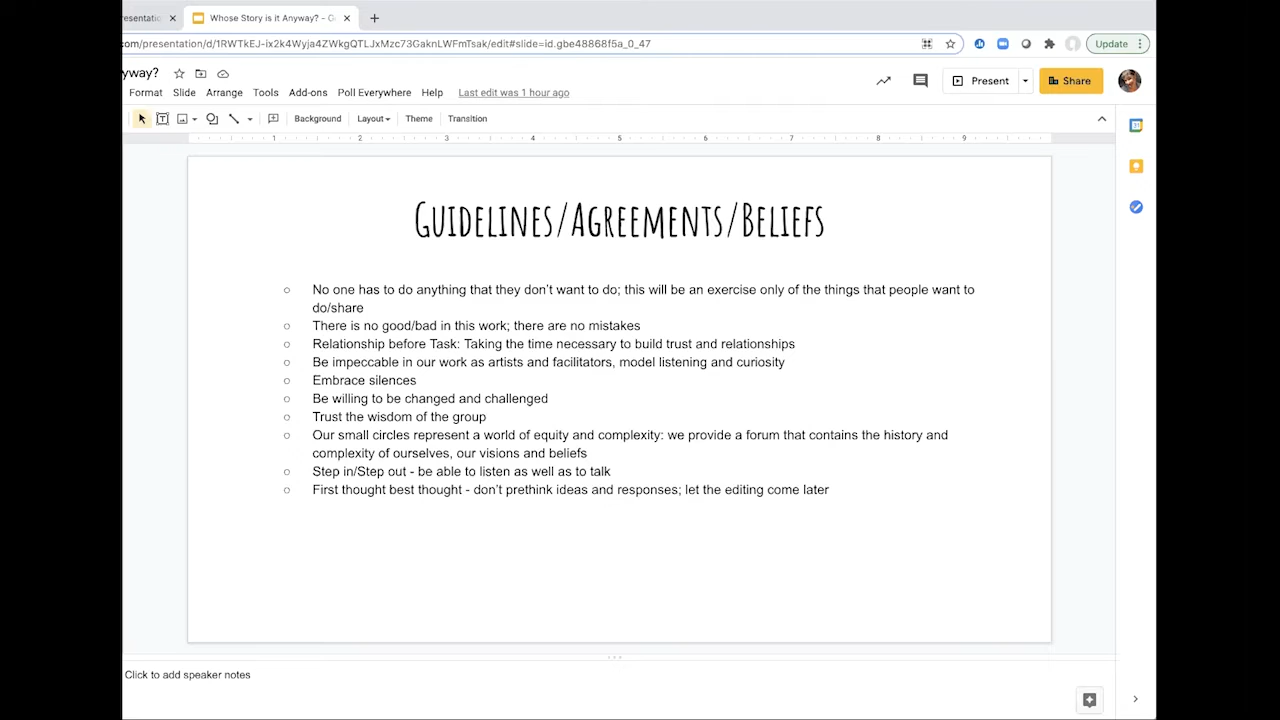 Whose Story is it Anyway? - G
com/presentation/d/1RWTkEJ-ix2k4Wyja4ZWkgQTLJxMzc73GaknLWFmTsak/edit#slide=id.gbe48868f5a_0_47
Update
yway?
Format Slide Arrange Tools Add-ons Poll Everywhere Help Last edit was 1 hour ago
Present
Share
Background Layout Theme Transition
1 2 3 4 5 6 7 8 9
Guidelines/Agreements/Beliefs
No one has to do anything that they don't want to do; this will be an exercise only of the things that people want to
do/share
There is no good/bad in this work; there are no mistakes
Relationship before Task: Taking the time necessary to build trust and relationships
Be impeccable in our work as artists and facilitators, model listening and curiosity
Embrace silences
Be willing to be changed and challenged
Trust the wisdom of the group
Our small circles represent a world of equity and complexity: we provide a forum that contains the history and
complexity of ourselves, our visions and beliefs
Step in/Step out - be able to listen as well as to talk
First thought best thought - don't prethink ideas and responses; let the editing come later
Click to add speaker notes